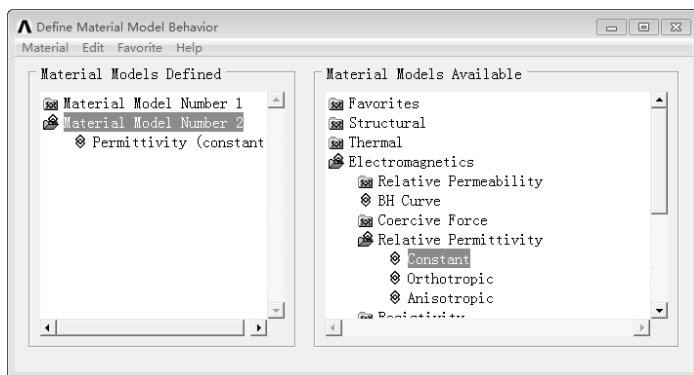 Define Material Model Behavior
Material Edit Favorite Help
Material Models Defined
Material Model Number 1
Material Model Number 2
Permittivity (constant
Material Models Available
Favorites
Structural
Thermal
Electromagnetics
Relative Permeability
BH Curve
Coercive Force
Relative Permittivity
Constant
Orthotropic
Anisotropic
Resistivity